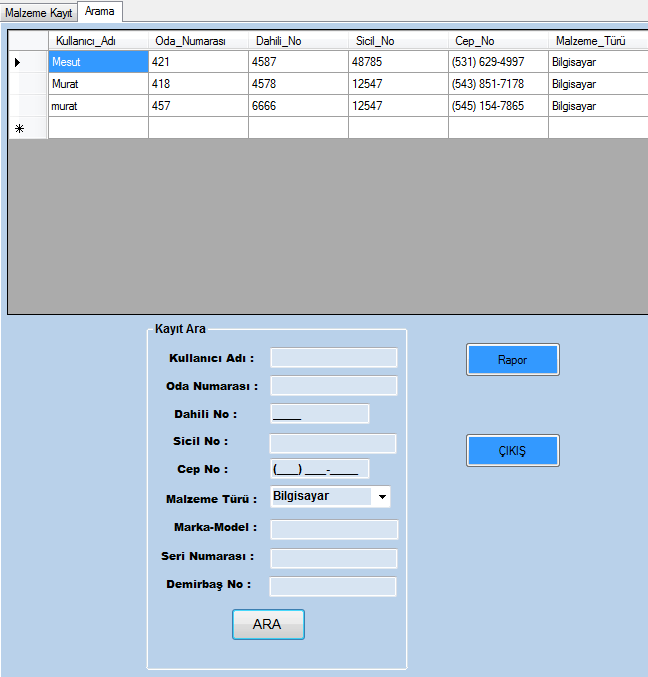 Malzeme Kayıt Arama
Kullanıcı_Adı Oda_Numarası Dahili_No Sicil_No Cep_No Malzeme_Türü
Mesut 421 4587 48785 (531) 629-4997 Bilgisayar
Murat 418 4578 12547 (543) 851-7178 Bilgisayar
murat 457 6666 12547 (545) 154-7865 Bilgisayar
Kayıt Ara
Kullanıcı Adı :
Oda Numarası :
Dahili No : ____
Sicil No :
Cep No : (___) ___-____
Malzeme Türü : Bilgisayar
Marka-Model :
Seri Numarası :
Demirbaş No :
ARA
Rapor
ÇIKIŞ